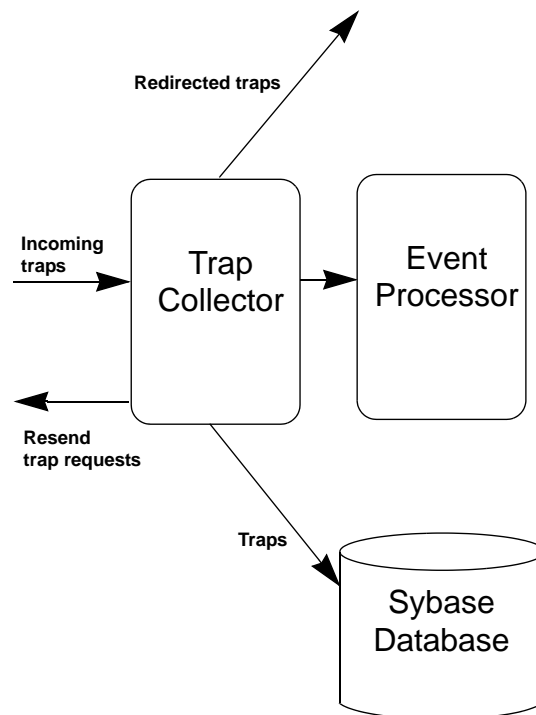 Redirected traps
Incoming
traps
Trap
Collector
Event
Processor
Resend
trap requests
Traps
Sybase
Database